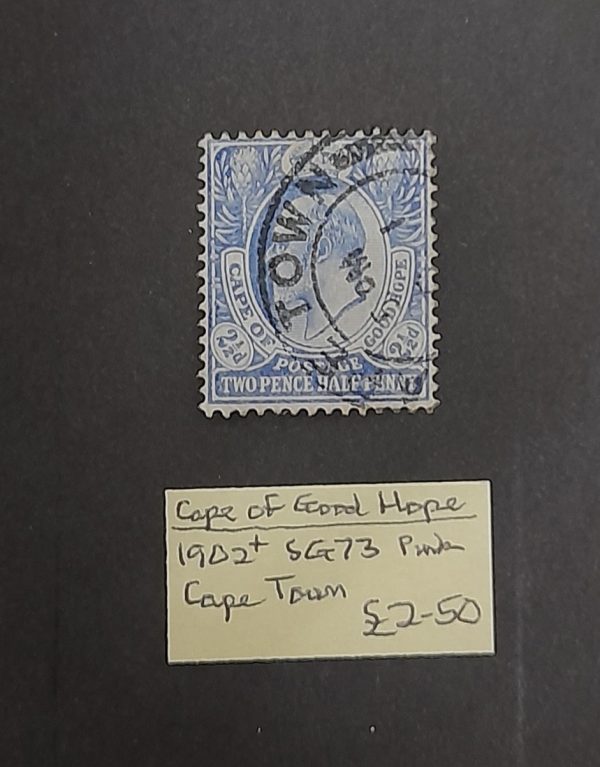 TOWN
CAPE OF GOOD HOPE
2½d 2½d
POSTAGE
TWO PENCE HALFPENNY
Cape of Good Hope
1902+ SG73 Pmk
Cape Town
£2-50